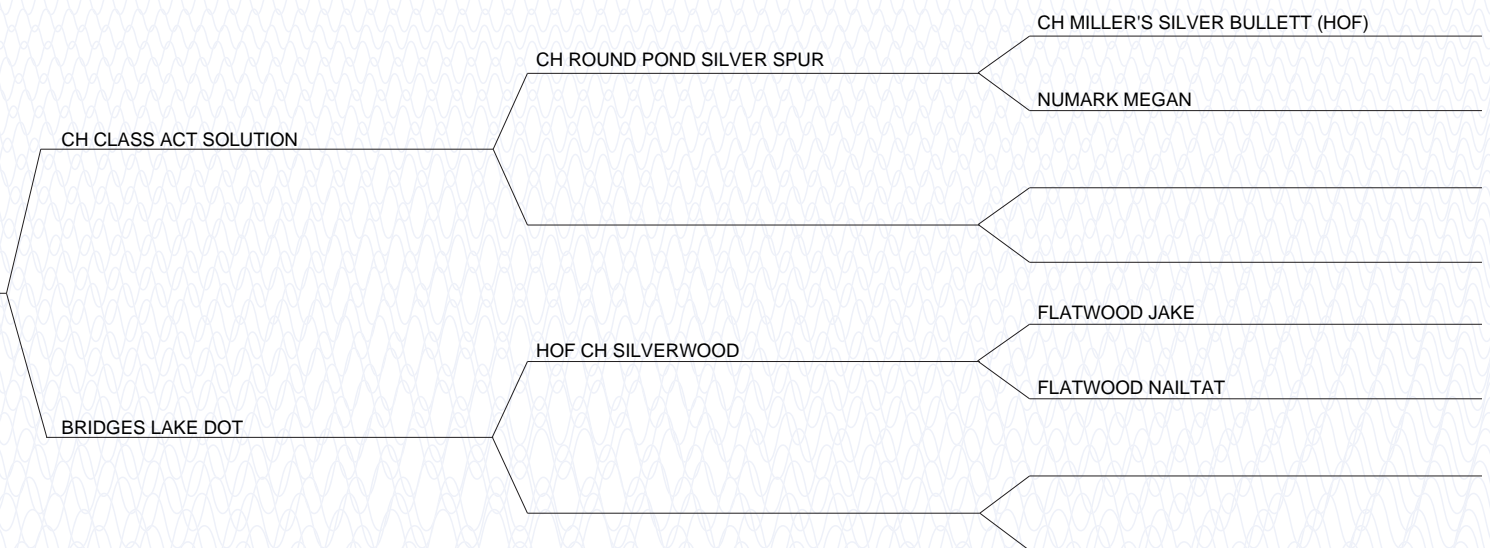 CH MILLER'S SILVER BULLETT (HOF)
CH ROUND POND SILVER SPUR
NUMARK MEGAN
CH CLASS ACT SOLUTION
FLATWOOD JAKE
HOF CH SILVERWOOD
FLATWOOD NAILTAT
BRIDGES LAKE DOT